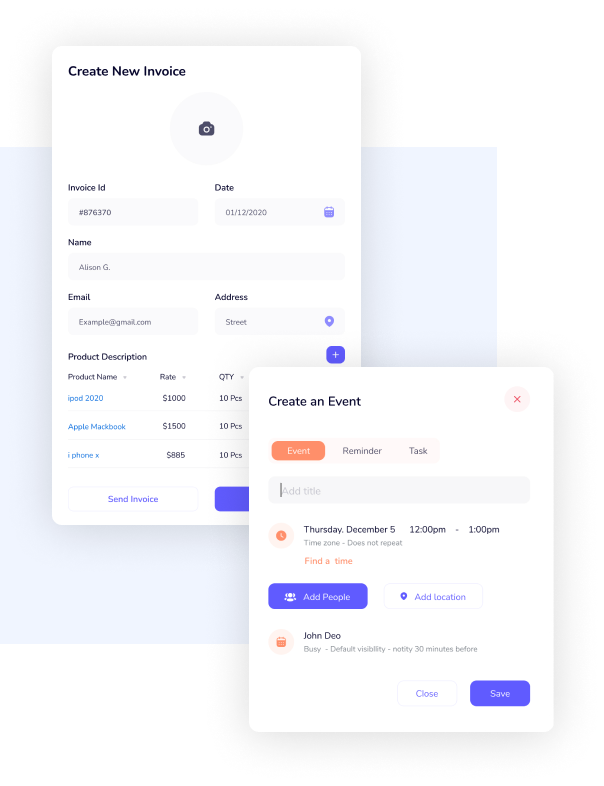 Create New Invoice
Invoice Id Date
#876370 01/12/2020
Name
Alison G.
Email Address
Example@gmail.com Street
Product Description +
Product Name Rate QTY
ipod 2020 $1000 10 Pcs
Apple Mackbook $1500 10 Pcs
i phone x $885 10 Pcs
Send Invoice
Create an Event
Event Reminder Task
Add title
Thursday. December 5 12:00pm - 1:00pm
Time zone - Does not repeat
Find a time
Add People Add location
John Deo
Busy - Default visibllity - notity 30 minutes before
Close Save